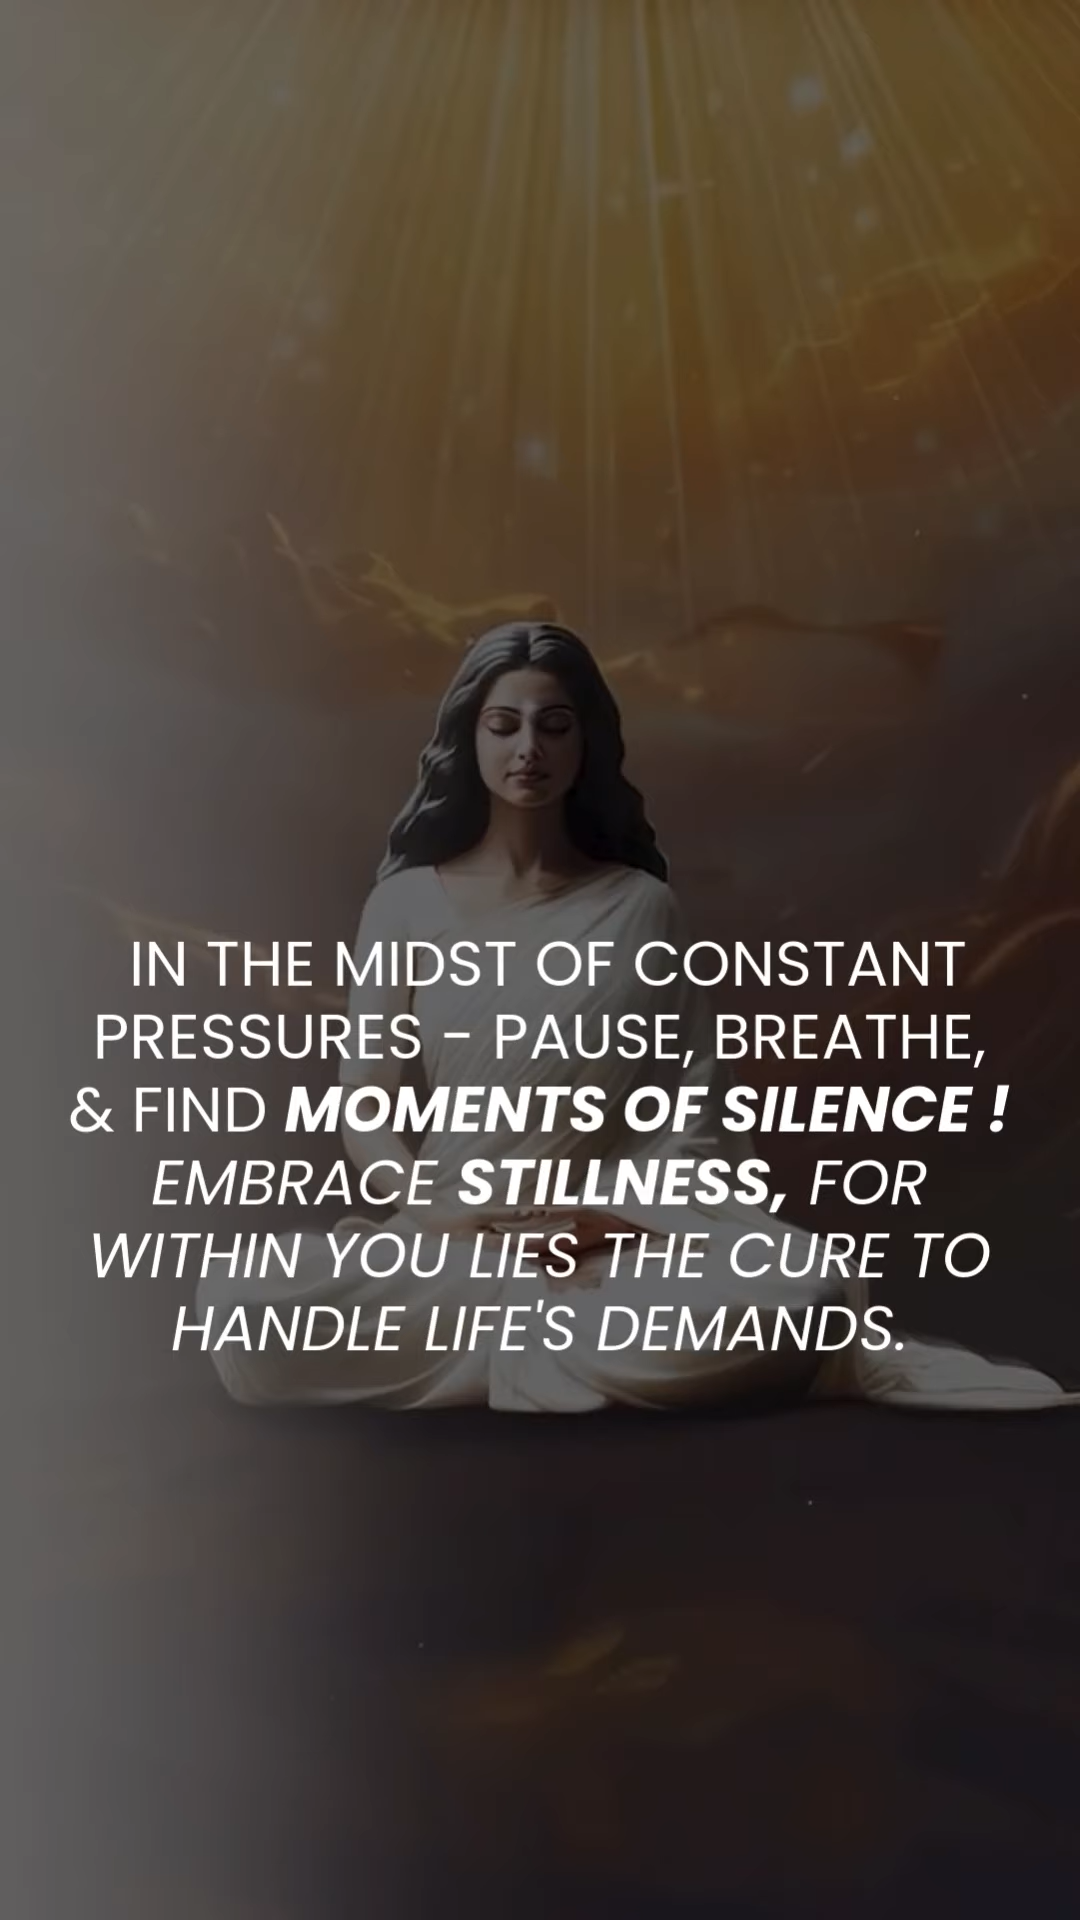 IN THE MIDST OF CONSTANT
PRESSURES - PAUSE, BREATHE,
& FIND MOMENTS OF SILENCE !
EMBRACE STILLNESS, FOR
WITHIN YOU LIES THE CURE TO
HANDLE LIFE'S DEMANDS.